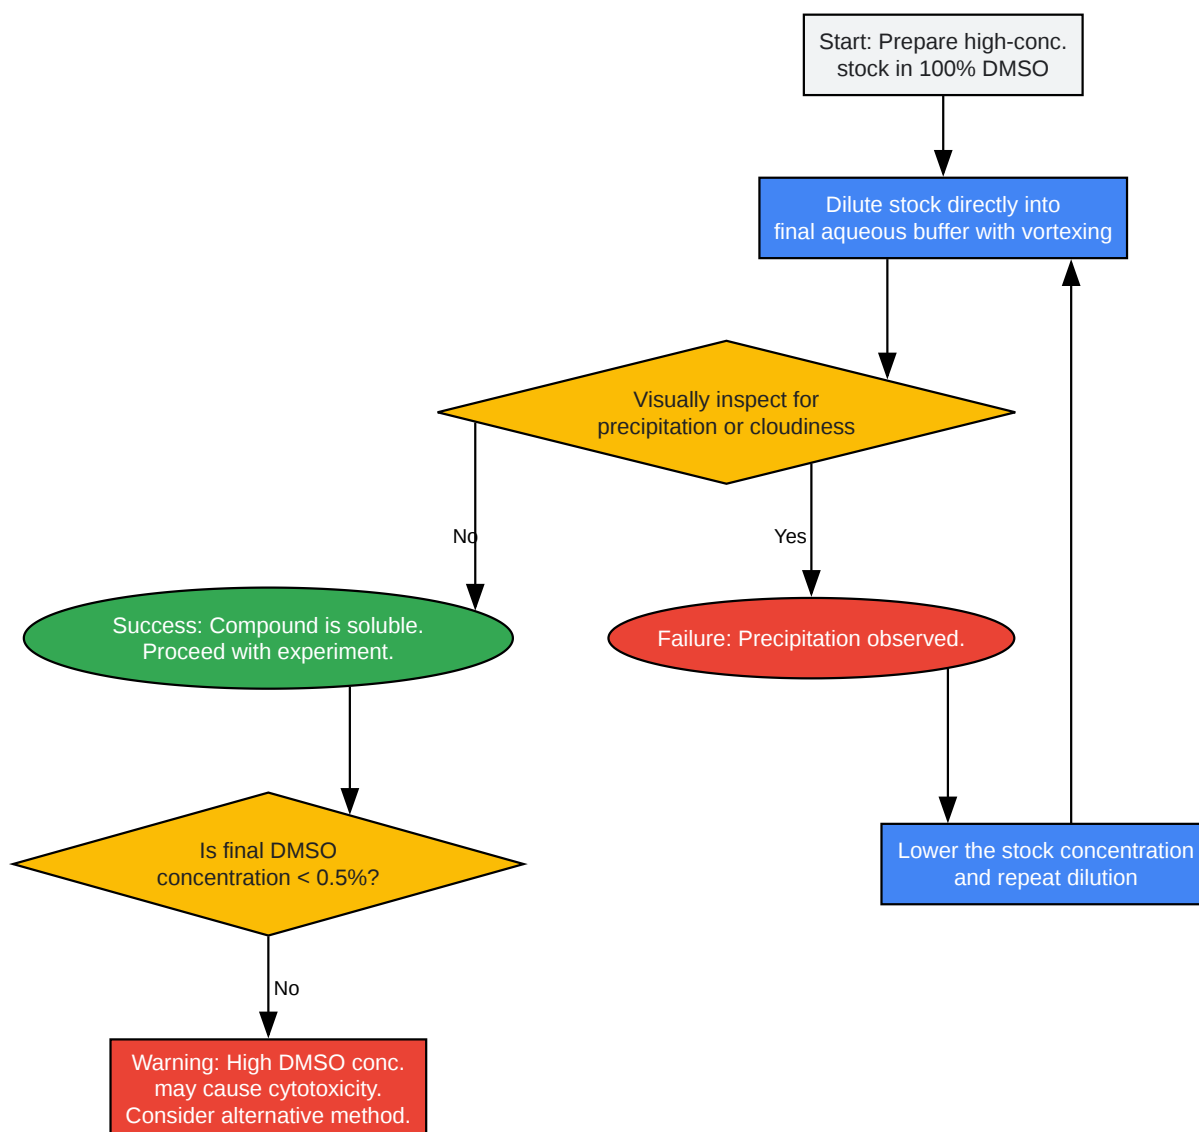 Start: Prepare high-conc.
stock in 100% DMSO
Dilute stock directly into
final aqueous buffer with vortexing
Visually inspect for
precipitation or cloudiness
No
Yes
Success: Compound is soluble.
Proceed with experiment.
Failure: Precipitation observed.
Is final DMSO
concentration < 0.5%?
Lower the stock concentration
and repeat dilution
No
Warning: High DMSO conc.
may cause cytotoxicity.
Consider alternative method.